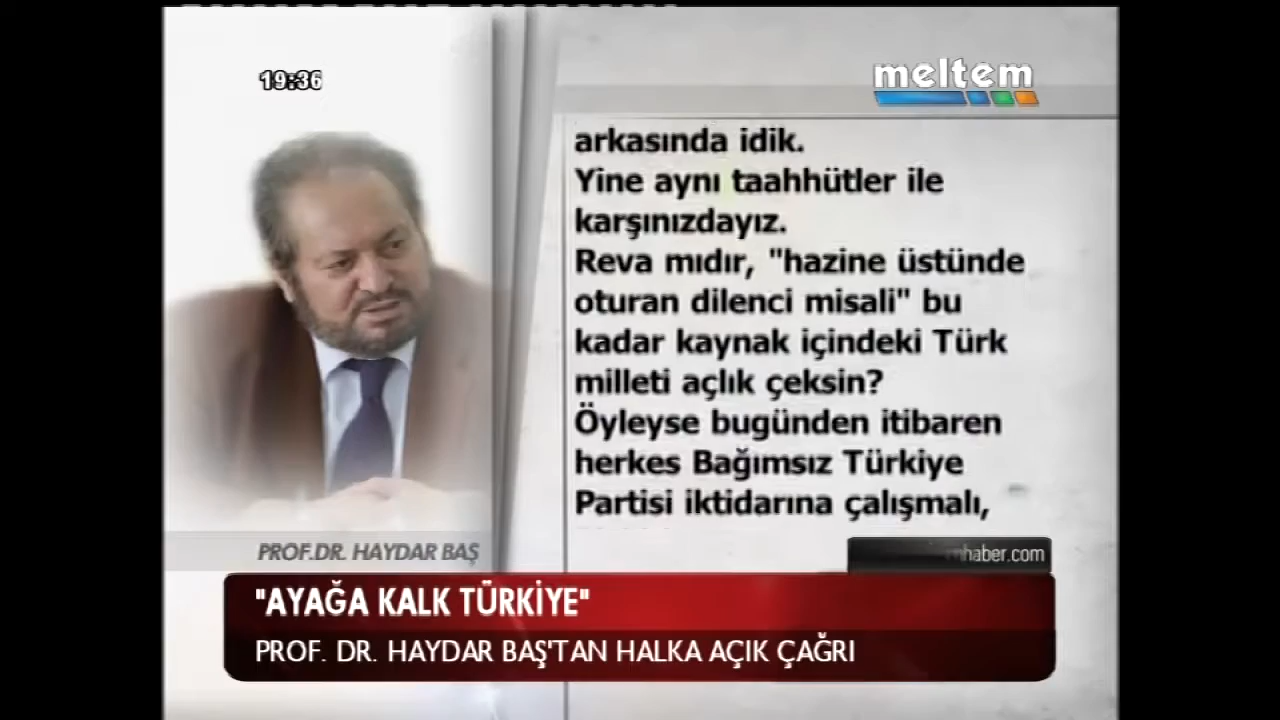 19:36
meltem
arkasında idik.
Yine aynı taahhütler ile
karşınızdayız.
Reva mıdır, "hazine üstünde
oturan dilenci misali" bu
kadar kaynak içindeki Türk
milleti açlık çeksin?
Öyleyse bugünden itibaren
herkes Bağımsız Türkiye
Partisi iktidarına çalışmalı,
PROF.DR. HAYDAR BAŞ
haber.com
"AYAĞA KALK TÜRKİYE"
PROF. DR. HAYDAR BAŞ'TAN HALKA AÇIK ÇAĞRI